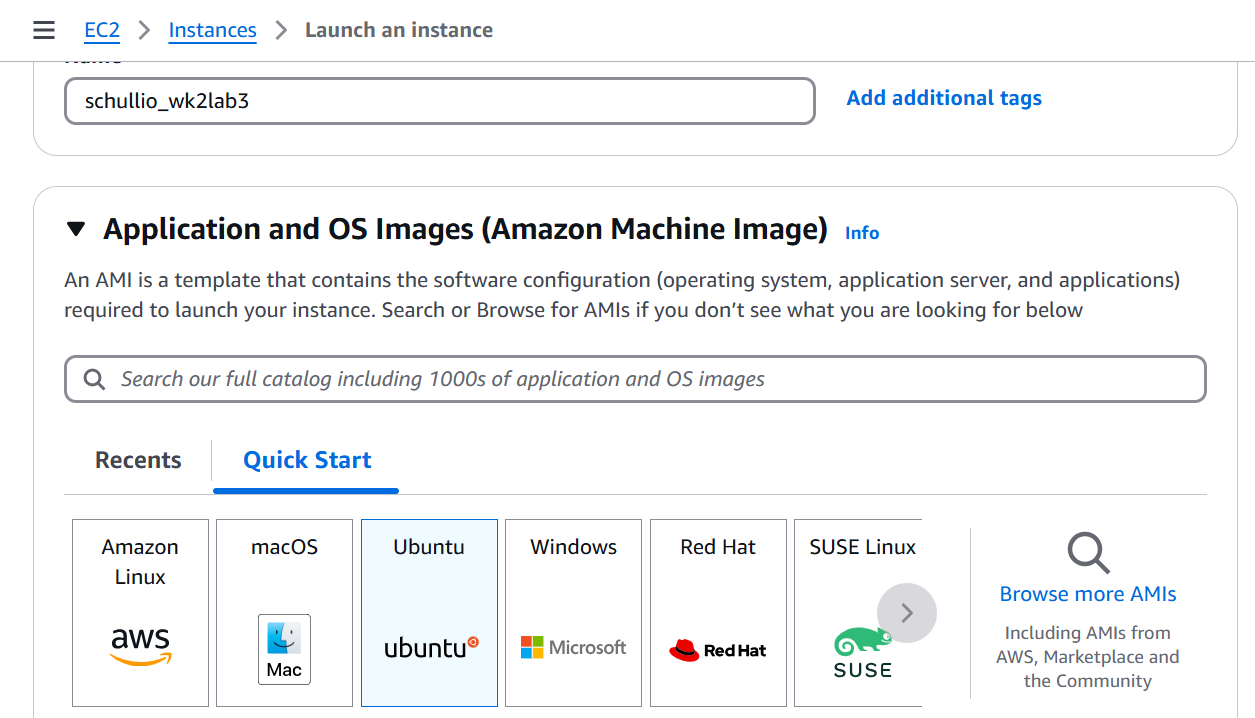 EC2 > Instances > Launch an instance
schullio_wk2lab3
Add additional tags
Application and OS Images (Amazon Machine Image) Info
An AMI is a template that contains the software configuration (operating system, application server, and applications)
required to launch your instance. Search or Browse for AMIs if you don’t see what you are looking for below
Search our full catalog including 1000s of application and OS images
Recents
Quick Start
Amazon
Linux
aws
macOS
Mac
Ubuntu
ubuntu
Windows
Microsoft
Red Hat
Red Hat
SUSE Linux
SUSE
Browse more AMIs
Including AMIs from
AWS, Marketplace and
the Community